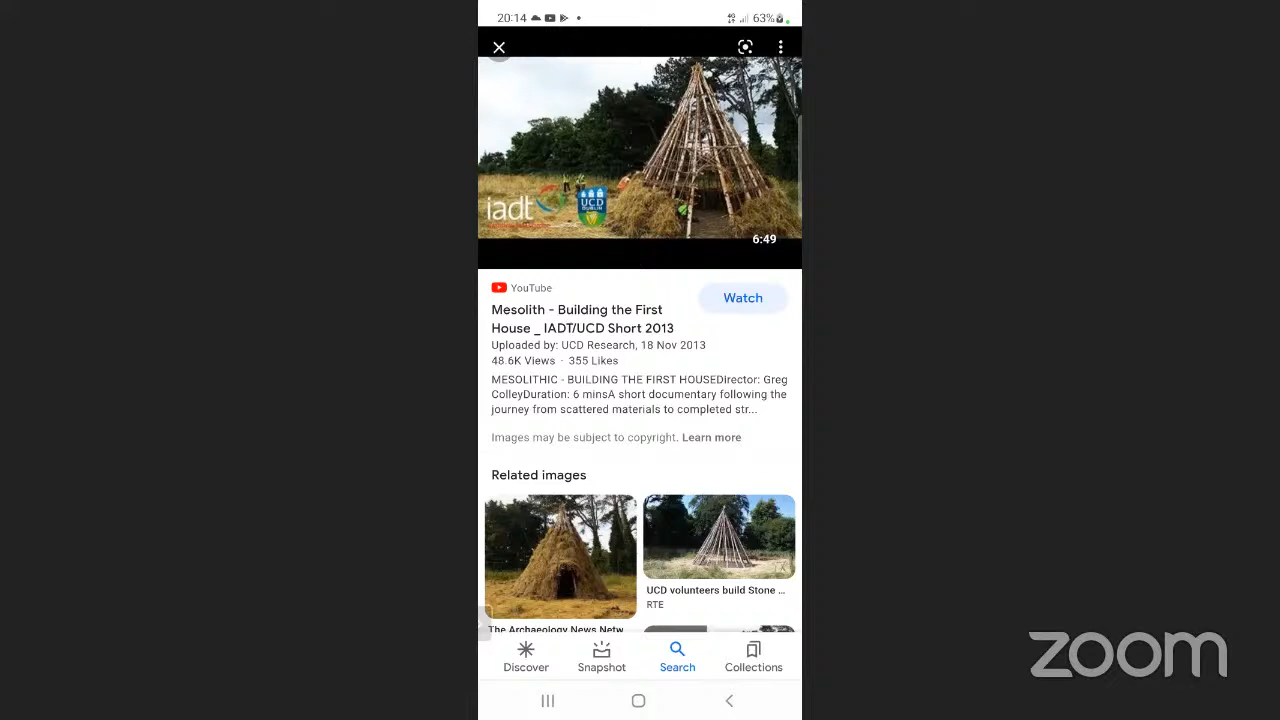 20:14
4G 63%
iadt
UCD
DUBLIN
6:49
YouTube
Watch
Mesolith - Building the First
House _ IADT/UCD Short 2013
Uploaded by: UCD Research, 18 Nov 2013
48.6K Views · 355 Likes
MESOLITHIC - BUILDING THE FIRST HOUSEDirector: Greg
ColleyDuration: 6 minsA short documentary following the
journey from scattered materials to completed str...
Images may be subject to copyright. Learn more
Related images
UCD volunteers build Stone ...
RTE
The Archaeology News Netw
Discover
Snapshot
Search
Collections
zoom